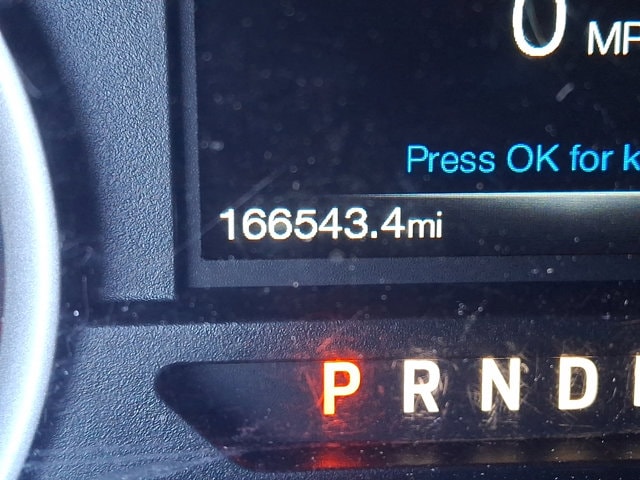 0 MP
Press OK for k
166543.4mi
P R N D